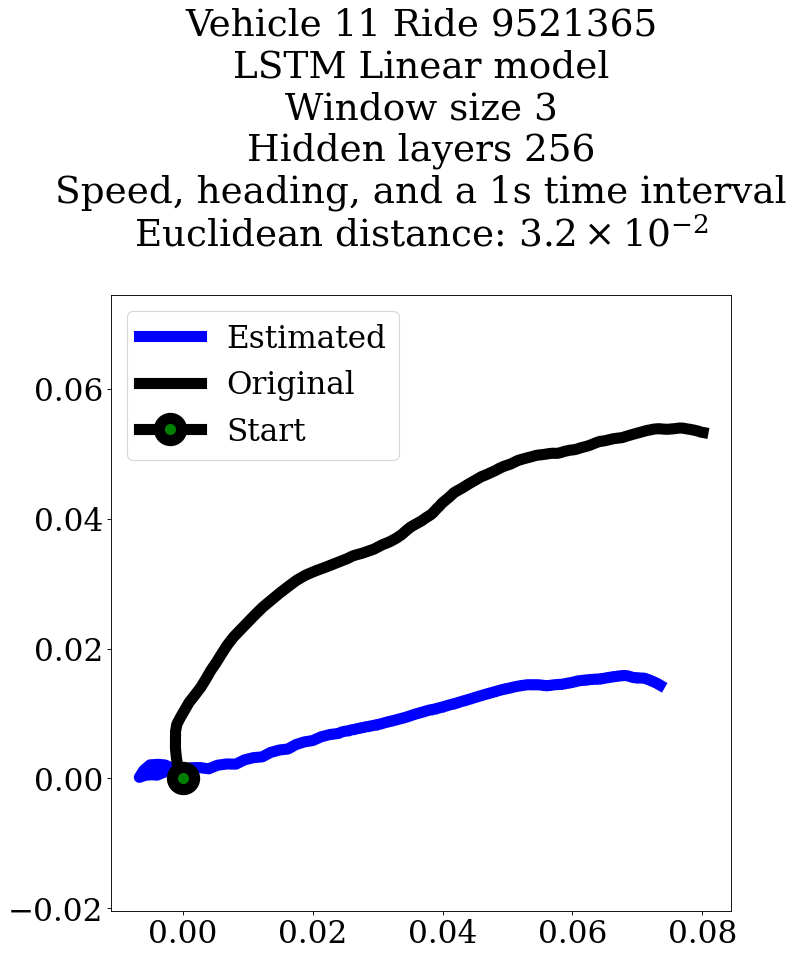 Vehicle 11 Ride 9521365
LSTM Linear model
Window size 3
Hidden layers 256
Speed, heading, and a 1s time interval
Euclidean distance: 3.2 × 10⁻²
Estimated
Original
Start
0.06
0.04
0.02
0.00
−0.02
0.00 0.02 0.04 0.06 0.08